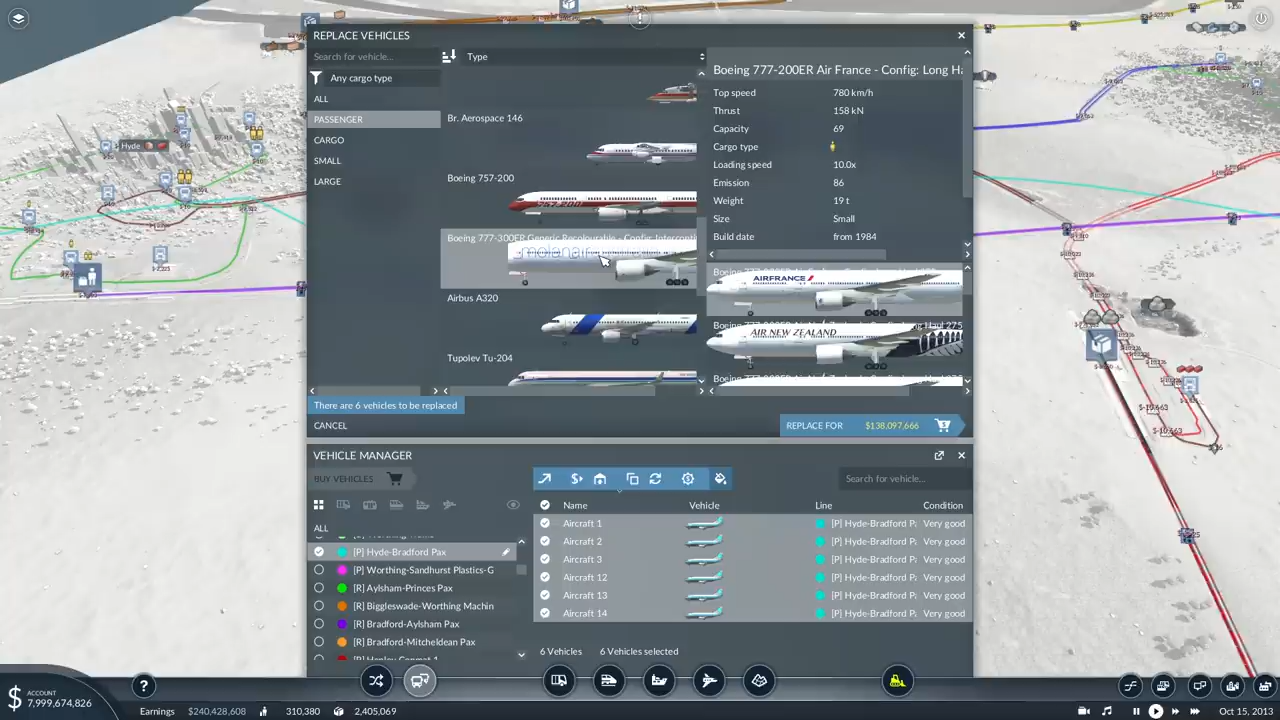 REPLACE VEHICLES
Search for vehicle...
Type
Any cargo type
ALL
PASSENGER
CARGO
SMALL
LARGE
Br. Aerospace 146
Boeing 757-200
Boeing 777-300ER Generic Recolourable - Config:
molanair
Airbus A320
Tupolev Tu-204
Boeing 777-200ER Air France - Config: Long Ha
Top speed 780 km/h
Thrust 158 kN
Capacity 69
Cargo type
Loading speed 10.0x
Emission 86
Weight 19 t
Size Small
Build date from 1984
AIRFRANCE
AIR NEW ZEALAND
There are 6 vehicles to be replaced
CANCEL
REPLACE FOR $138,097,666
VEHICLE MANAGER
BUY VEHICLES
Search for vehicle...
ALL
[P] Hyde-Bradford Pax
[P] Worthing-Sandhurst Plastics-G
[R] Aylsham-Princes Pax
[R] Biggleswade-Worthing Machin
[R] Bradford-Aylsham Pax
[R] Bradford-Mitcheldean Pax
Name Vehicle Line Condition
Aircraft 1 [P] Hyde-Bradford Pa Very good
Aircraft 2 [P] Hyde-Bradford Pa Very good
Aircraft 3 [P] Hyde-Bradford Pa Very good
Aircraft 12 [P] Hyde-Bradford Pa Very good
Aircraft 13 [P] Hyde-Bradford Pa Very good
Aircraft 14 [P] Hyde-Bradford Pa Very good
6 Vehicles 6 Vehicles selected
Hyde
$ ACCOUNT
7,999,674,826
?
Earnings $240,428,608 310,380 2,405,069
Oct 15, 2013